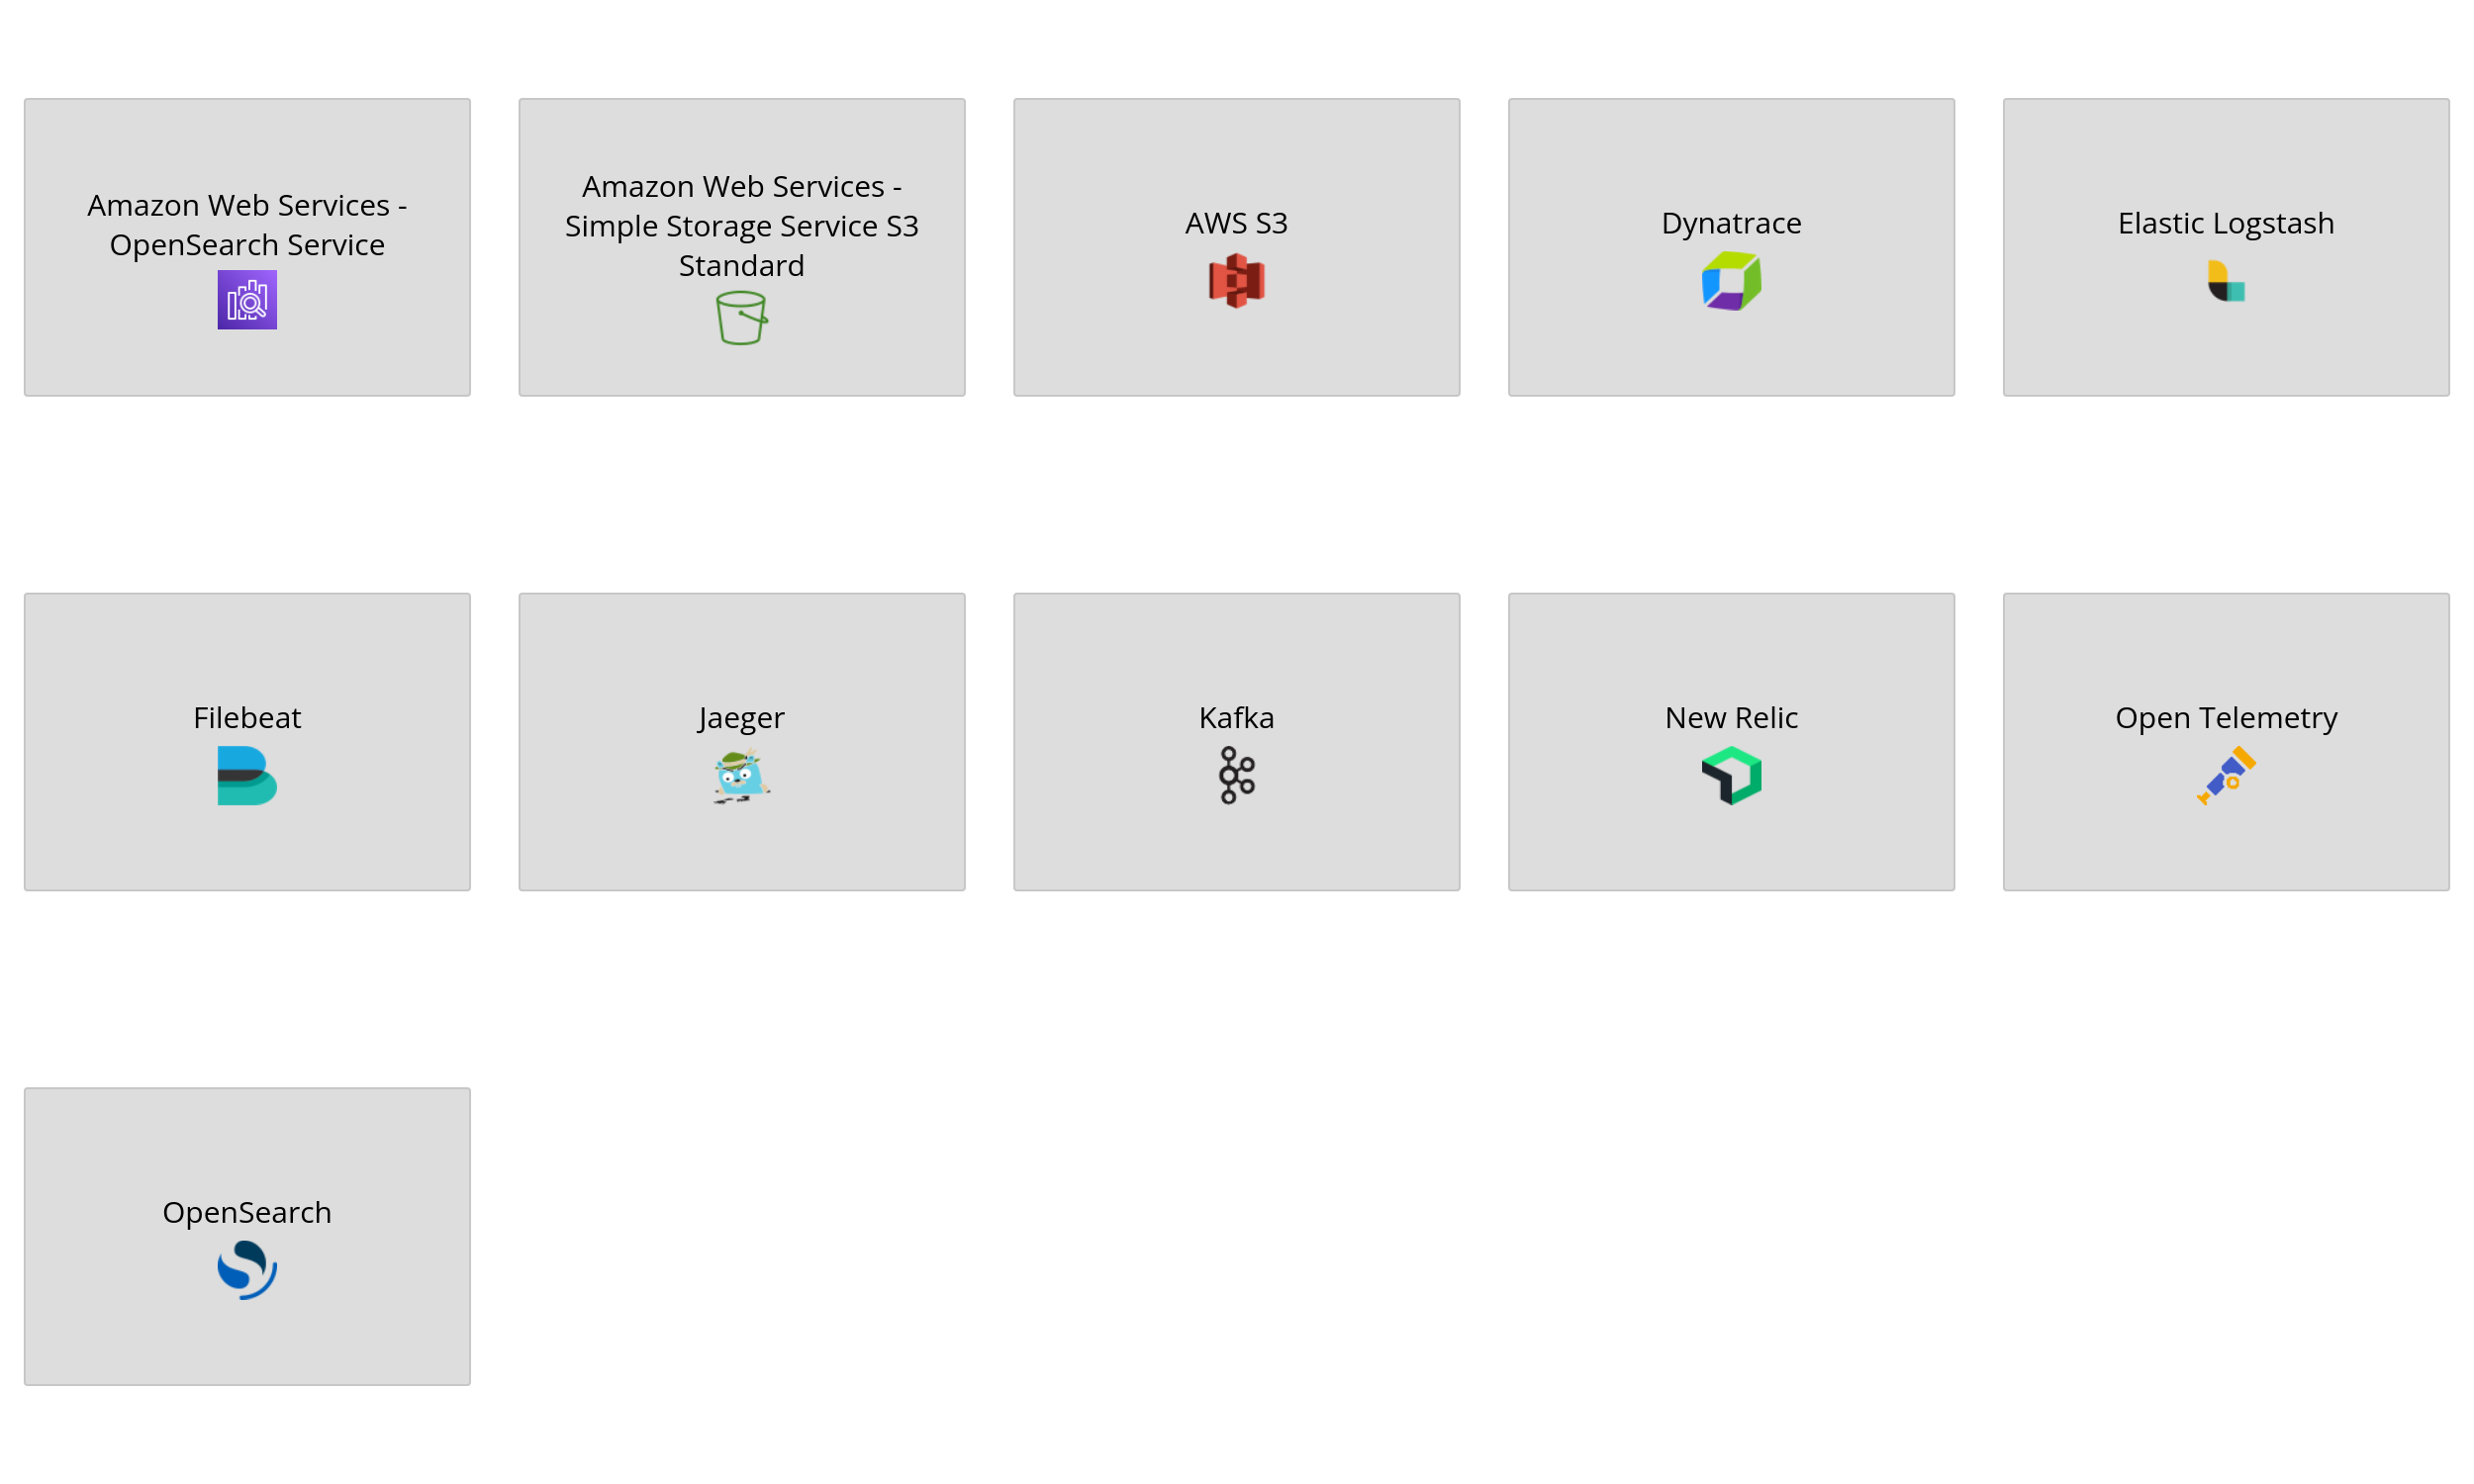 Amazon Web Services -
OpenSearch Service
Amazon Web Services -
Simple Storage Service S3
Standard
AWS S3
Dynatrace
Elastic Logstash
Filebeat
Jaeger
Kafka
New Relic
Open Telemetry
OpenSearch